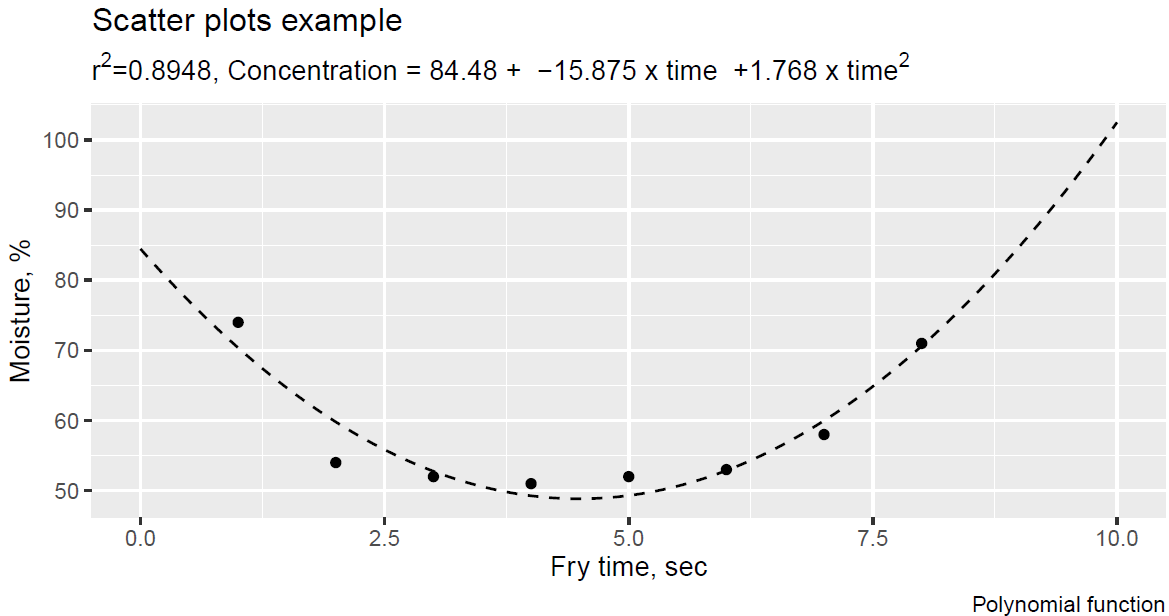 Scatter plots example
r²=0.8948, Concentration = 84.48 +  −15.875 x time  +1.768 x time²
100
90
80
70
60
50
Moisture, %
0.0 2.5 5.0 7.5 10.0
Fry time, sec
Polynomial function